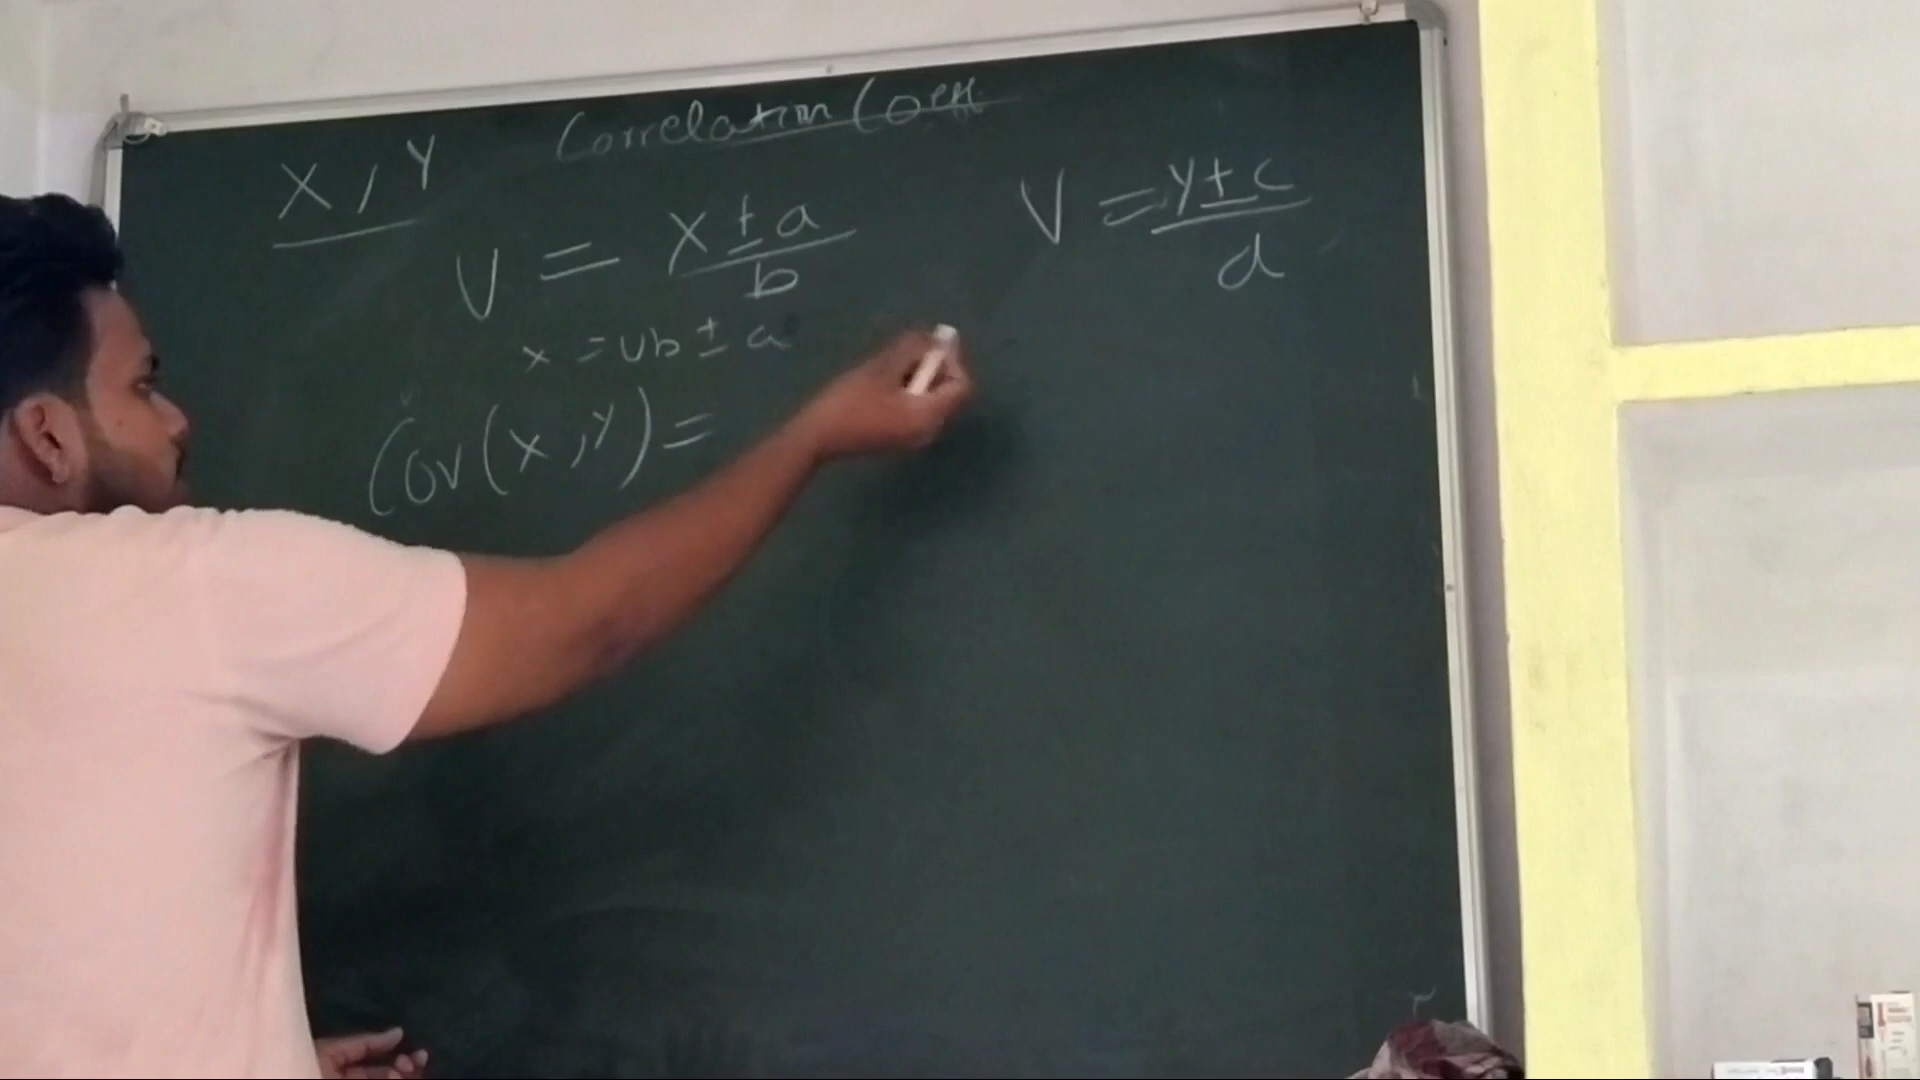 Correlation Coeff.
X, Y
U = X ± a / b
V = Y ± c / d
x = Ub ± a
Cov(x, y) =